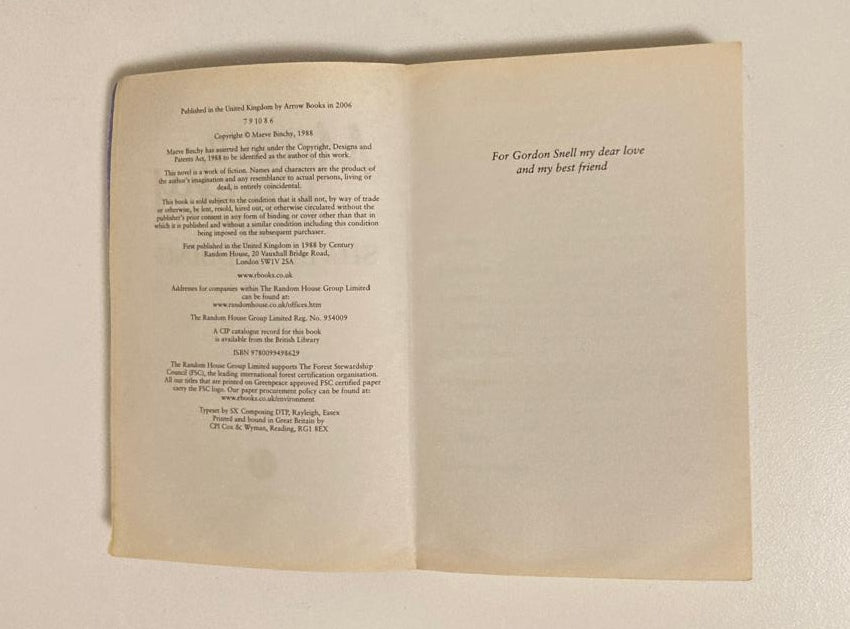 Published in the United Kingdom by Arrow Books in 2006
7 9 10 8 6
Copyright © Maeve Binchy, 1988
Maeve Binchy has asserted her right under the Copyright, Designs and
Patents Act, 1988 to be identified as the author of this work.
This novel is a work of fiction. Names and characters are the product of
the author's imagination and any resemblance to actual persons, living or
dead, is entirely coincidental.
This book is sold subject to the condition that it shall not, by way of trade
or otherwise, be lent, resold, hired out, or otherwise circulated without the
publisher's prior consent in any form of binding or cover other than that in
which it is published and without a similar condition including this condition
being imposed on the subsequent purchaser.
First published in the United Kingdom in 1988 by Century
Random House, 20 Vauxhall Bridge Road,
London SW1V 2SA
www.rbooks.co.uk
Addresses for companies within The Random House Group Limited
can be found at:
www.randomhouse.co.uk/offices.htm
The Random House Group Limited Reg. No. 954009
A CIP catalogue record for this book
is available from the British Library
ISBN 9780099498629
The Random House Group Limited supports The Forest Stewardship
Council (FSC), the leading international forest certification organisation.
All our titles that are printed on Greenpeace approved FSC certified paper
carry the FSC logo. Our paper procurement policy can be found at:
www.rbooks.co.uk/environment
Typeset by SX Composing DTP, Rayleigh, Essex
Printed and bound in Great Britain by
CPI Cox & Wyman, Reading, RG1 8EX
For Gordon Snell my dear love
and my best friend